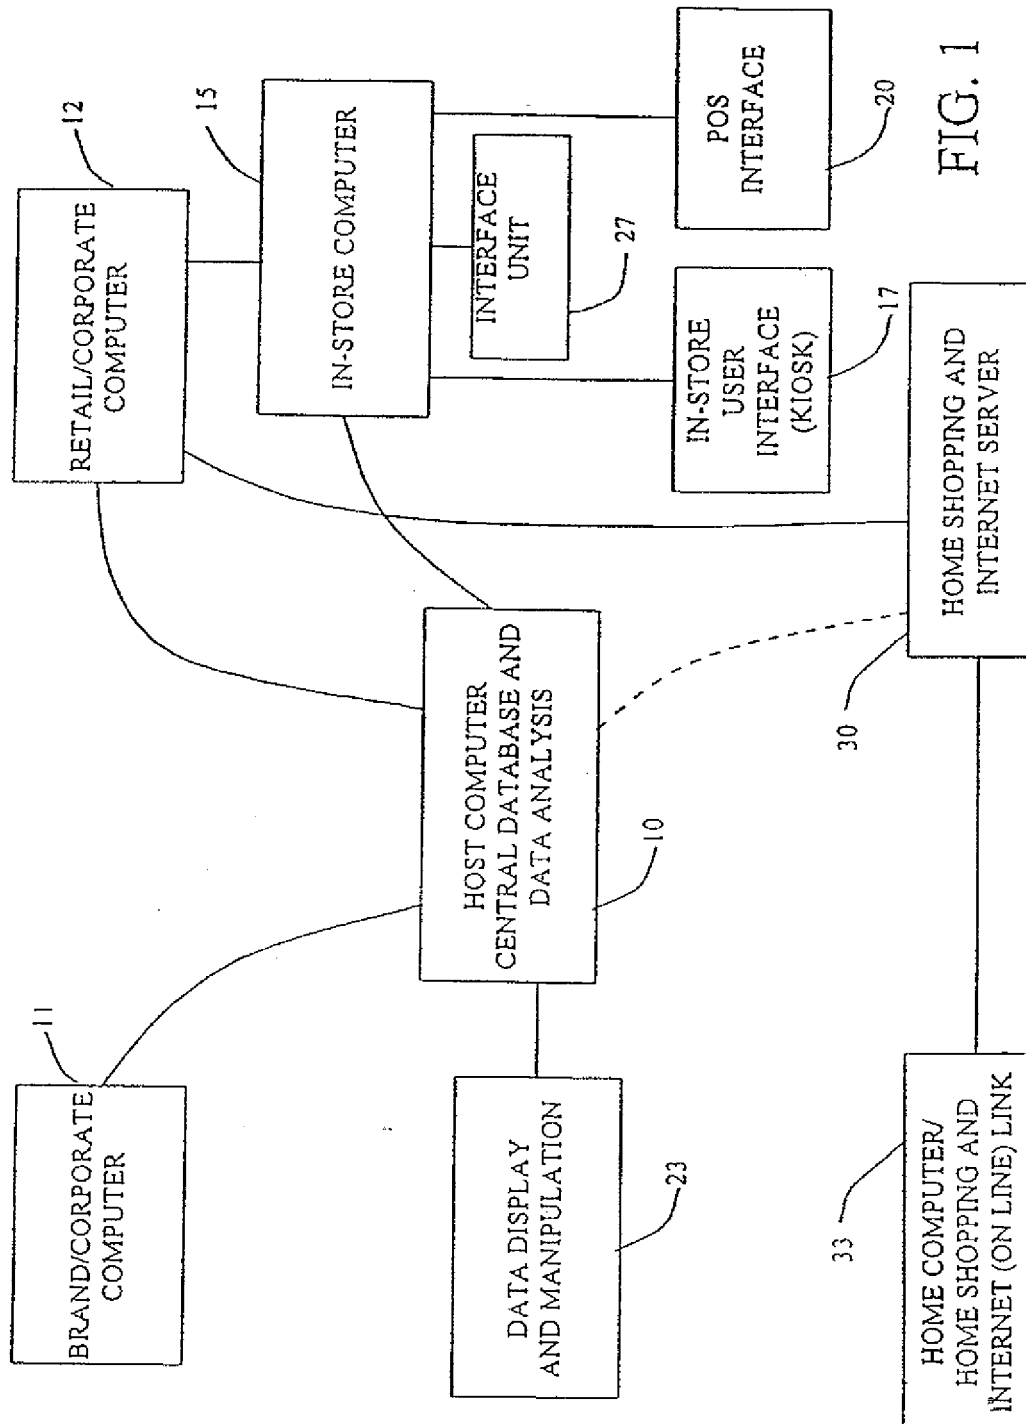 BRAND/CORPORATE
COMPUTER
11
RETAIL/CORPORATE
COMPUTER
12
IN-STORE COMPUTER
15
HOST COMPUTER
CENTRAL DATABASE AND
DATA ANALYSIS
10
DATA DISPLAY
AND MANIPULATION
23
INTERFACE
UNIT
27
IN-STORE
USER
INTERFACE
(KIOSK)
17
POS
INTERFACE
20
HOME COMPUTER/
HOME SHOPPING AND
INTERNET (ON LINE) LINK
33
HOME SHOPPING AND
INTERNET SERVER
30
FIG. 1